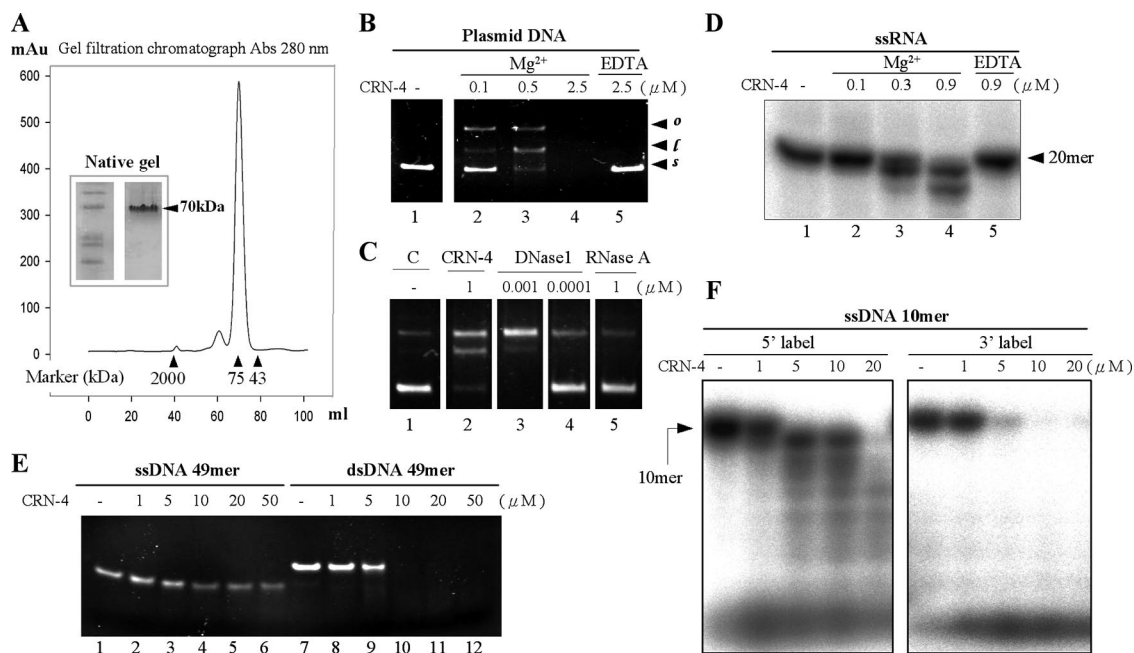 A
mAu
Gel filtration chromatograph Abs 280 nm
700
600
500
400
300
200
100
0
Native gel
70kDa
Marker (kDa)
2000
75
43
0 20 40 60 80 100 ml
B
Plasmid DNA
Mg²⁺ EDTA
CRN-4 - 0.1 0.5 2.5 2.5 (μM)
o
l
s
1 2 3 4 5
C
C CRN-4 DNase1 RNase A
- 1 0.001 0.0001 1 (μM)
1 2 3 4 5
D
ssRNA
Mg²⁺ EDTA
CRN-4 - 0.1 0.3 0.9 0.9 (μM)
20mer
1 2 3 4 5
E
ssDNA 49mer dsDNA 49mer
CRN-4 - 1 5 10 20 50 - 1 5 10 20 50 (μM)
1 2 3 4 5 6 7 8 9 10 11 12
F
ssDNA 10mer
5' label 3' label
CRN-4 - 1 5 10 20 - 1 5 10 20 (μM)
10mer